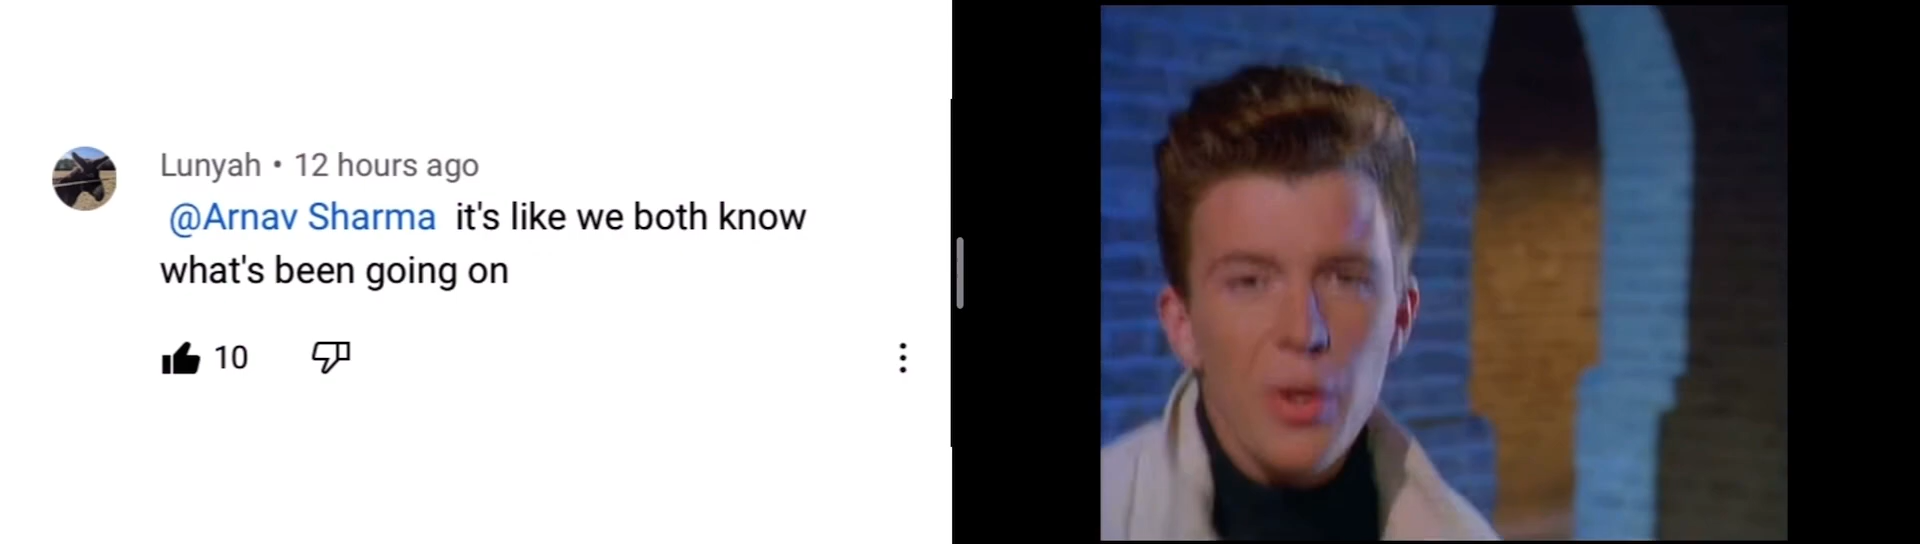 Lunyah • 12 hours ago
@Arnav Sharma it's like we both know
what's been going on
10